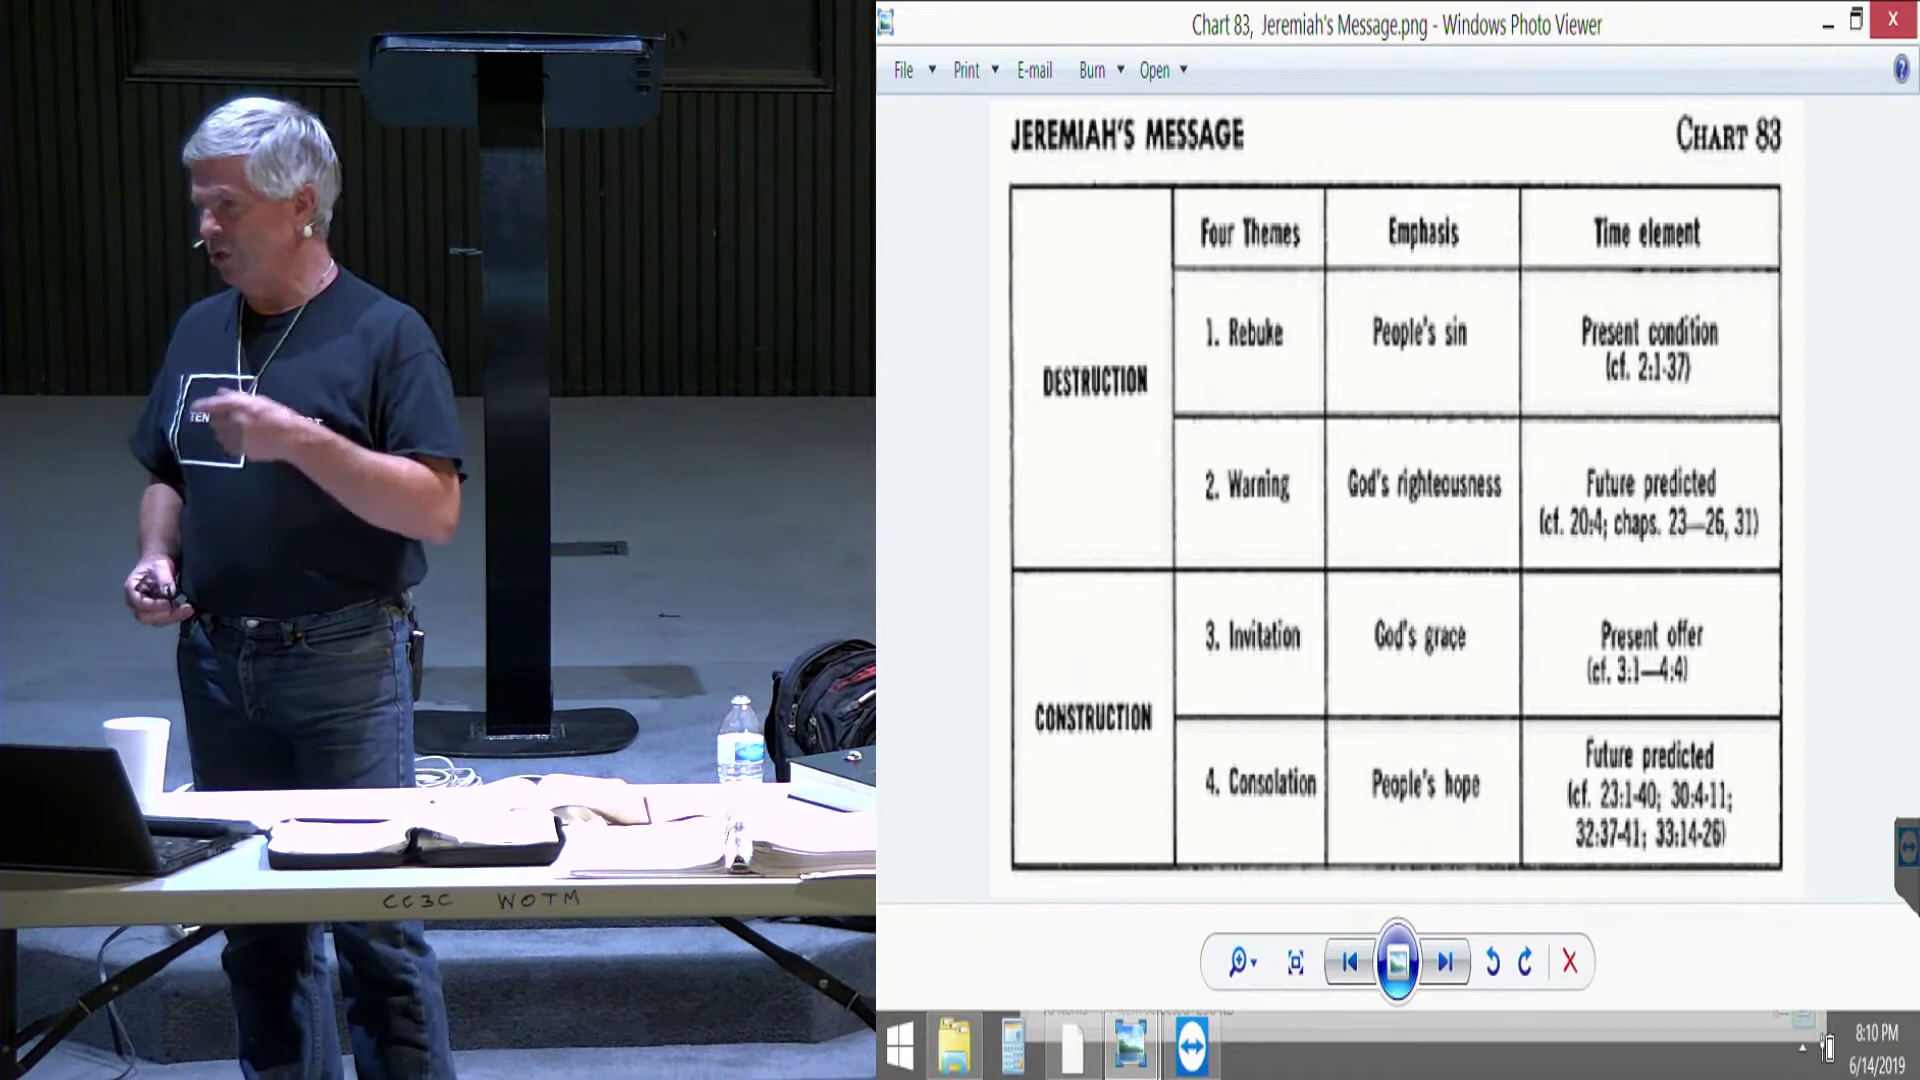 TEN
CC3C WOTM
Chart 83, Jeremiah's Message.png - Windows Photo Viewer
File Print E-mail Burn Open
JEREMIAH'S MESSAGE CHART 83
Four Themes Emphasis Time element
DESTRUCTION
1. Rebuke People's sin Present condition
(cf. 2:1-37)
2. Warning God's righteousness Future predicted
(cf. 20:4; chaps. 23—26, 31)
CONSTRUCTION
3. Invitation God's grace Present offer
(cf. 3:1—4:4)
4. Consolation People's hope Future predicted
(cf. 23:1-40; 30:4-11;
32:37-41; 33:14-26)
8:10 PM
6/14/2019